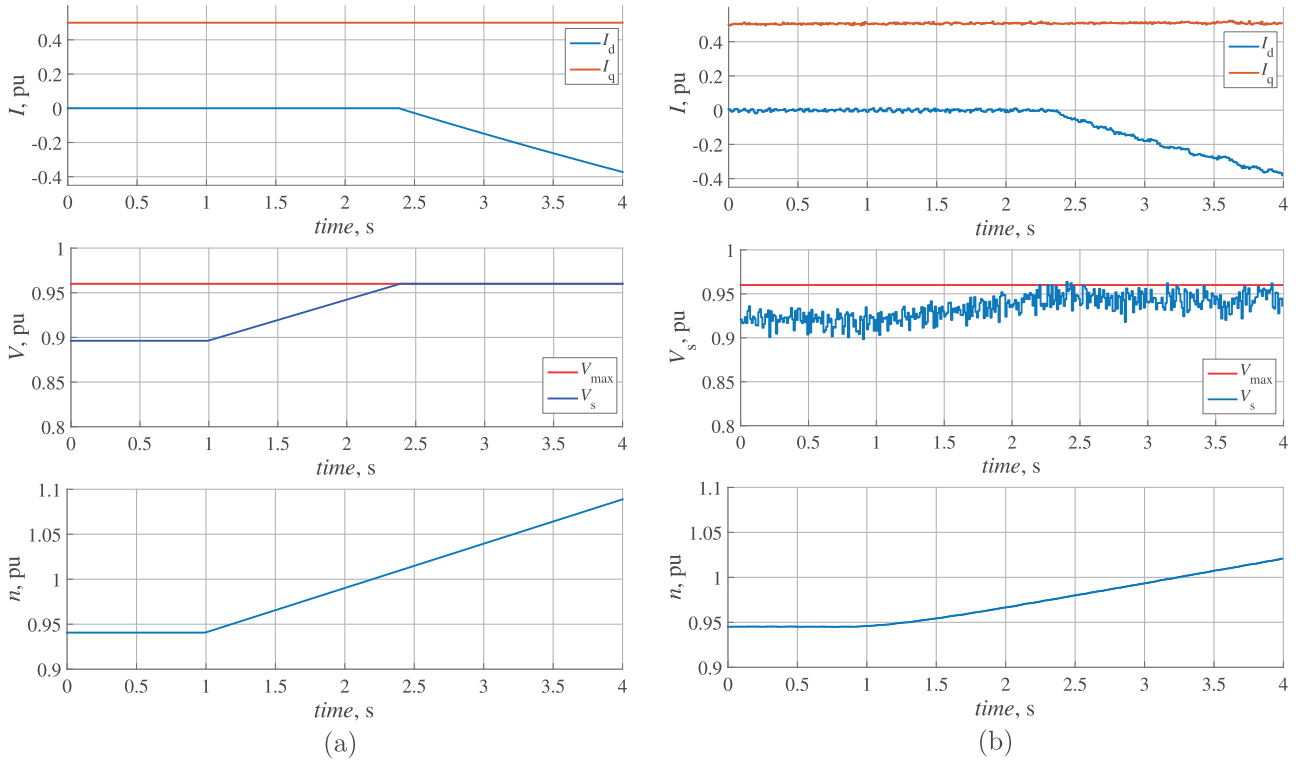 0.4
0.2
0
-0.2
-0.4
I, pu
I_d
I_q
0 0.5 1 1.5 2 2.5 3 3.5 4
time, s
1
0.95
0.9
0.85
0.8
V, pu
V_max
V_s
0 0.5 1 1.5 2 2.5 3 3.5 4
time, s
1.1
1.05
1
0.95
0.9
n, pu
0 0.5 1 1.5 2 2.5 3 3.5 4
time, s
(a)
0.4
0.2
0
-0.2
-0.4
I, pu
I_d
I_q
0 0.5 1 1.5 2 2.5 3 3.5 4
time, s
1
0.95
0.9
0.85
0.8
V_s, pu
V_max
V_s
0 0.5 1 1.5 2 2.5 3 3.5 4
time, s
1.1
1.05
1
0.95
0.9
n, pu
0 0.5 1 1.5 2 2.5 3 3.5 4
time, s
(b)